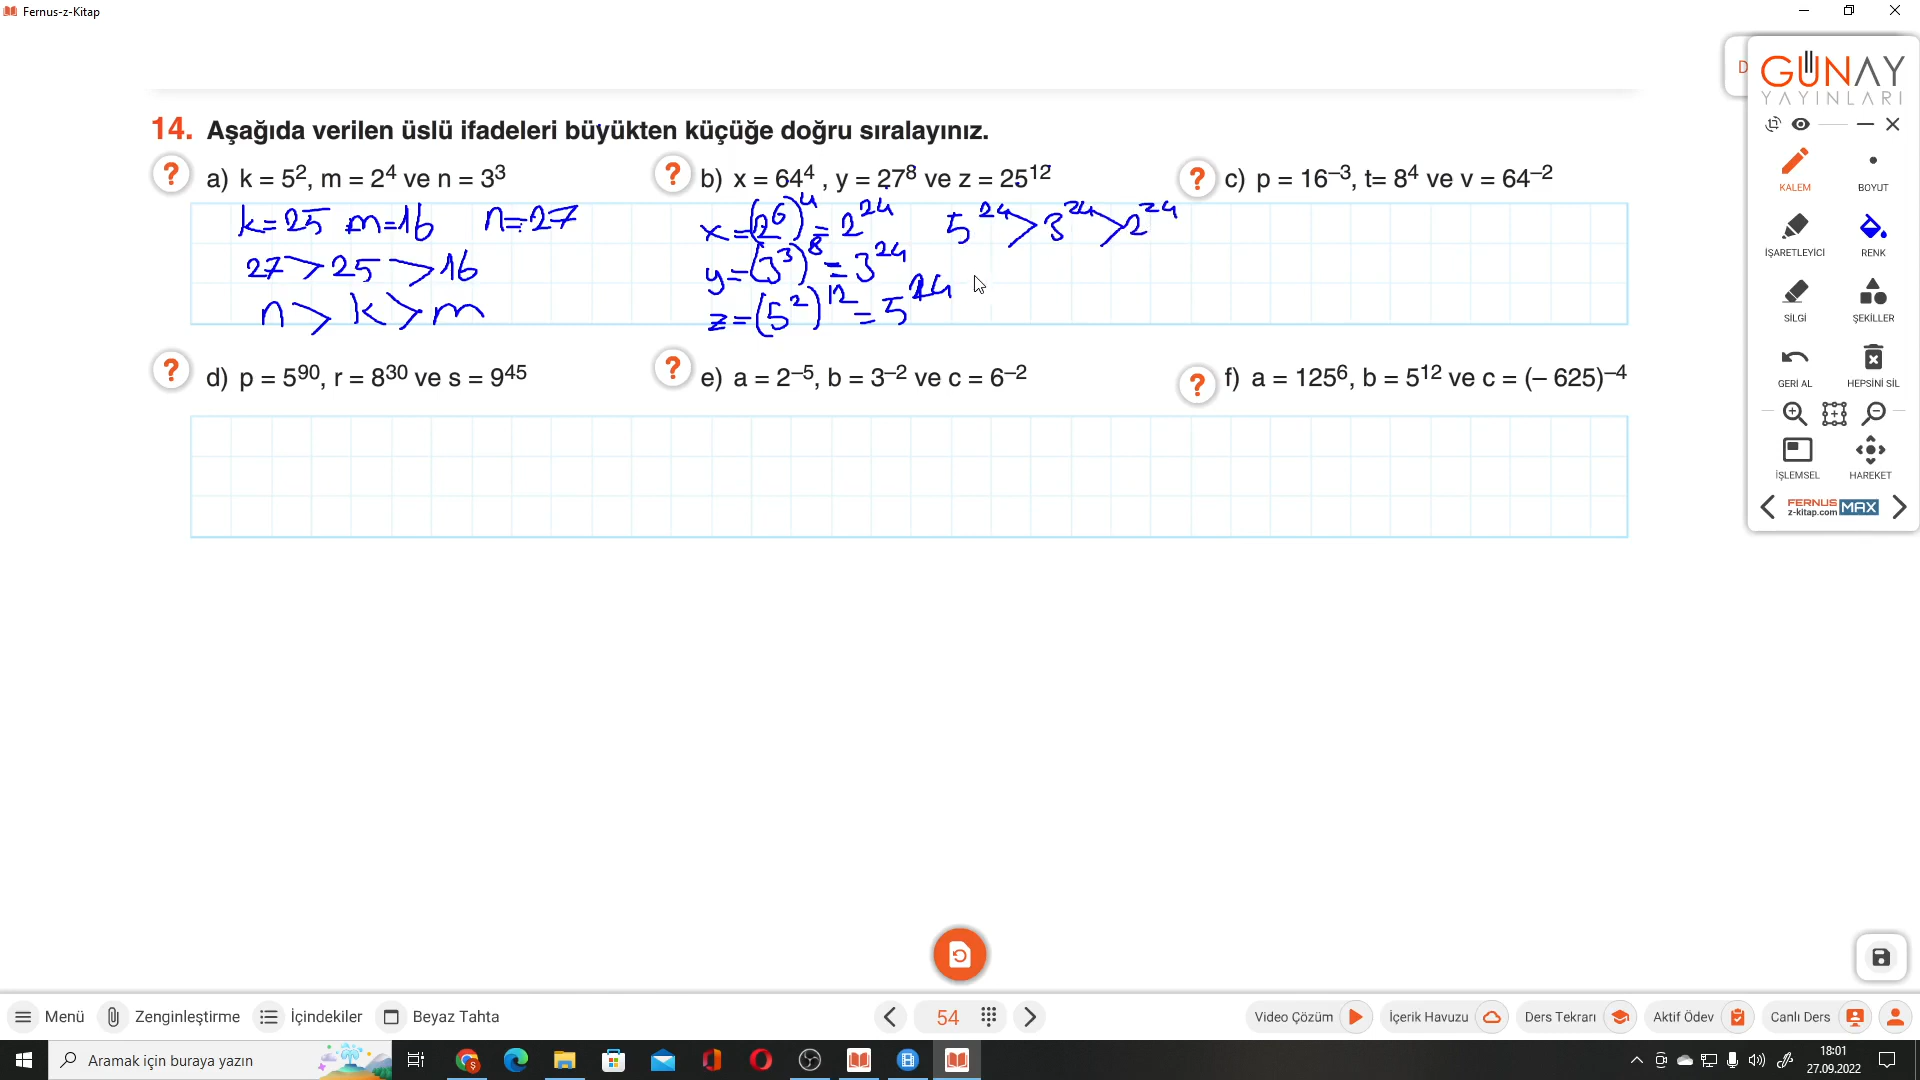 Fernus-z-Kitap
GÜNAY
YAYINLARI
14. Aşağıda verilen üslü ifadeleri büyükten küçüğe doğru sıralayınız.
? a) k = 5², m = 2⁴ ve n = 3³
? b) x = 64⁴ , y = 27⁸ ve z = 25¹²
? c) p = 16⁻³, t= 8⁴ ve v = 64⁻²
k=25 m=16 n=27
27>25>16
n>k>m
x=(2⁶)⁴=2²⁴
y=(3³)⁸=3²⁴
z=(5²)¹²=5²⁴
5²⁴>3²⁴>2²⁴
? d) p = 5⁹⁰, r = 8³⁰ ve s = 9⁴⁵
? e) a = 2⁻⁵, b = 3⁻² ve c = 6⁻²
? f) a = 125⁶, b = 5¹² ve c = (– 625)⁻⁴
D
KALEM BOYUT
İŞARETLEYİCİ RENK
SİLGİ ŞEKİLLER
GERİ AL HEPSİNİ SİL
İŞLEMSEL HAREKET
FERNUS
z-kitap.com MAX
Menü Zenginleştirme İçindekiler Beyaz Tahta 54 Video Çözüm İçerik Havuzu Ders Tekrarı Aktif Ödev Canlı Ders
Aramak için buraya yazın
18:01
27.09.2022